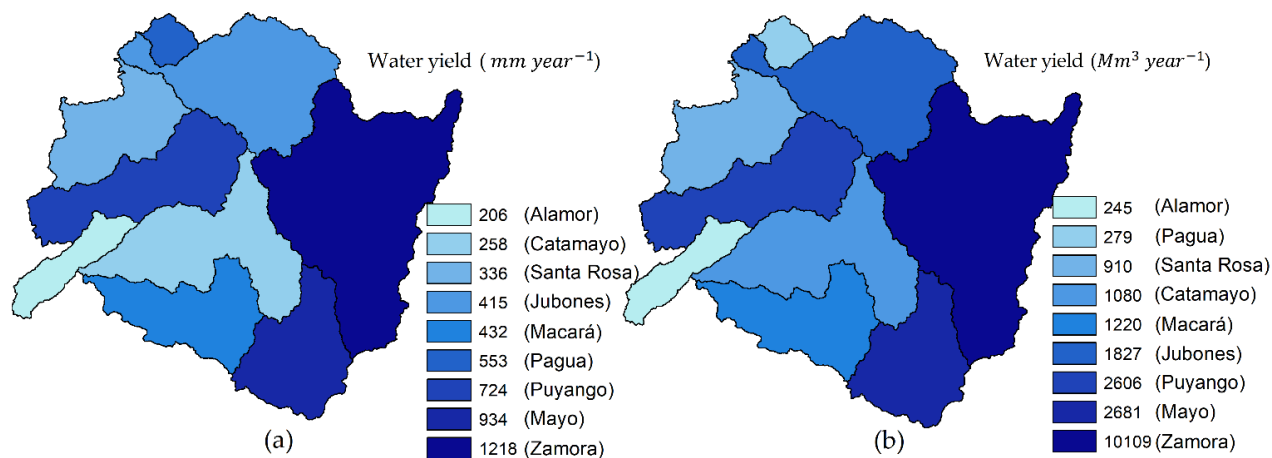 Water yield ( mm year⁻¹)
206 (Alamor)
258 (Catamayo)
336 (Santa Rosa)
415 (Jubones)
432 (Macará)
553 (Pagua)
724 (Puyango)
934 (Mayo)
1218 (Zamora)
(a)
Water yield (Mm³ year⁻¹)
245 (Alamor)
279 (Pagua)
910 (Santa Rosa)
1080 (Catamayo)
1220 (Macará)
1827 (Jubones)
2606 (Puyango)
2681 (Mayo)
10109 (Zamora)
(b)